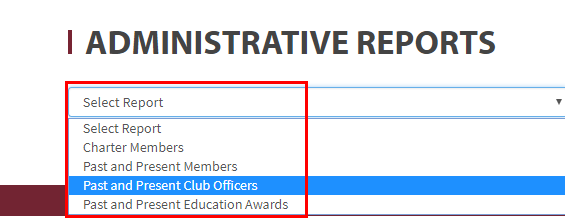 ADMINISTRATIVE REPORTS
Select Report
Select Report
Charter Members
Past and Present Members
Past and Present Club Officers
Past and Present Education Awards